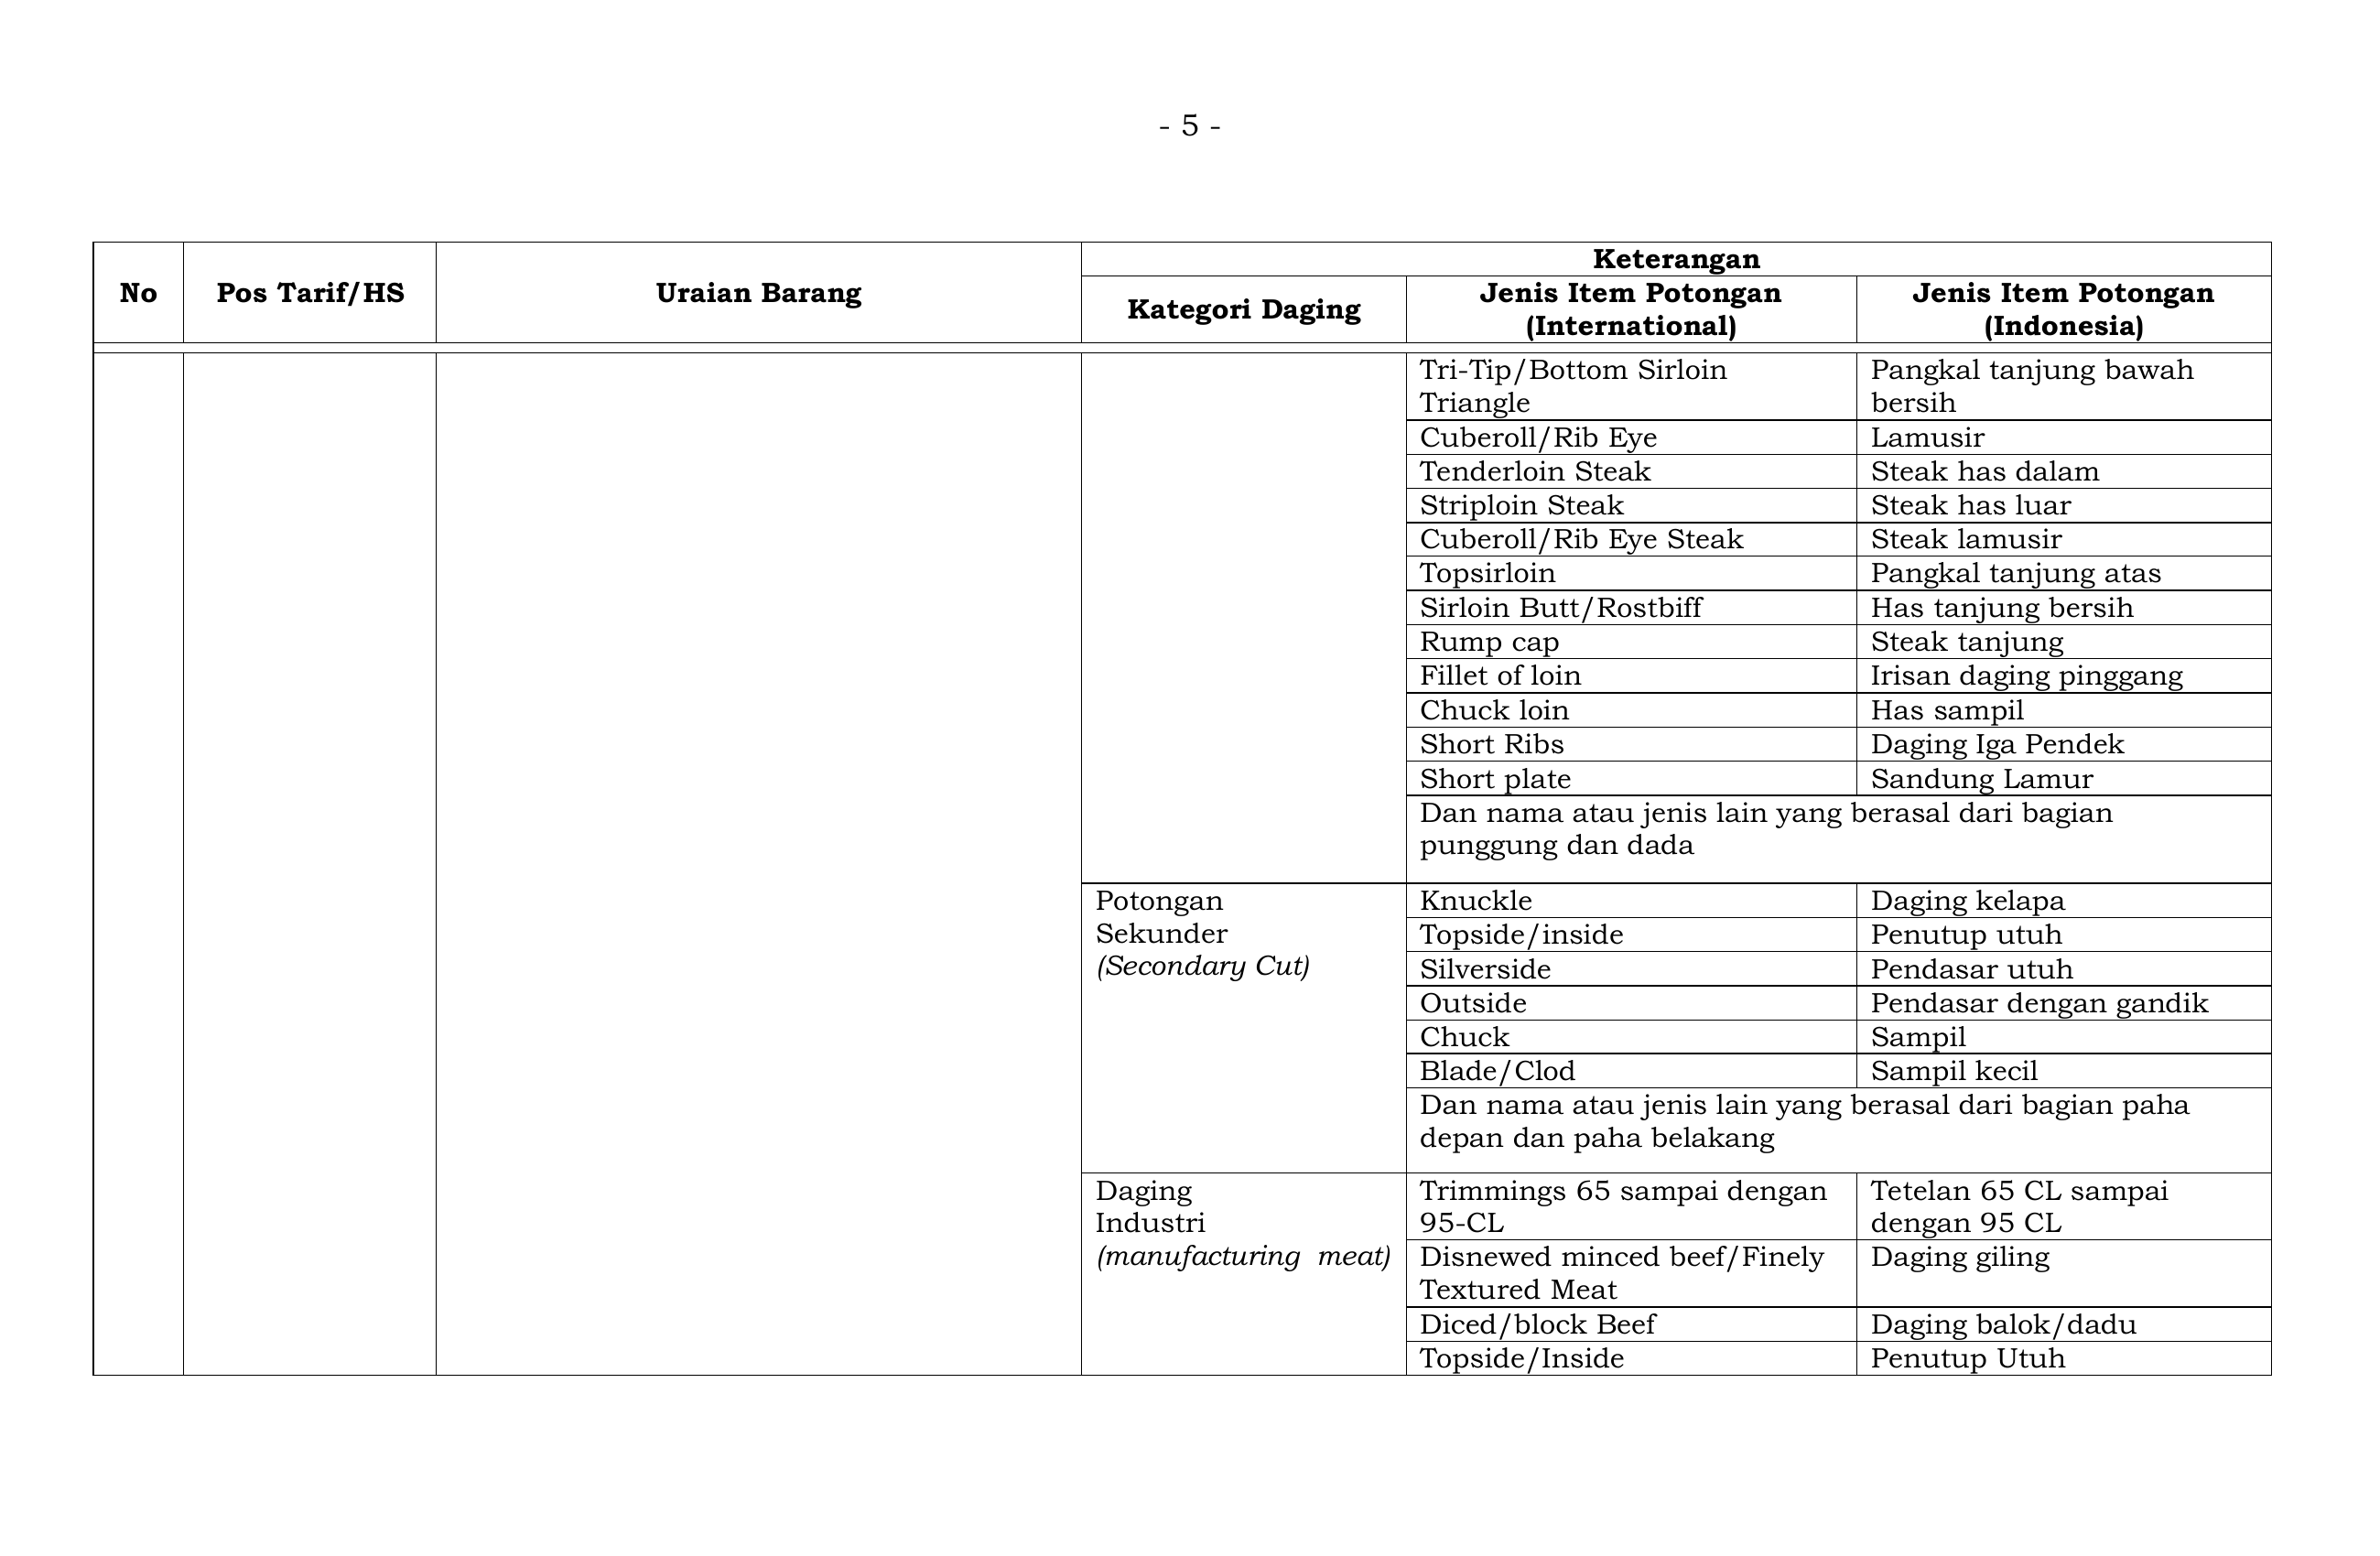 - 5 -
Keterangan
No
Pos Tarif/HS
Uraian Barang
Kategori Daging
Jenis Item Potongan
(International)
Jenis Item Potongan
(Indonesia)
Tri-Tip/Bottom Sirloin
Triangle
Pangkal tanjung bawah
bersih
Cuberoll/Rib Eye
Lamusir
Tenderloin Steak
Steak has dalam
Striploin Steak
Steak has luar
Cuberoll/Rib Eye Steak
Steak lamusir
Topsirloin
Pangkal tanjung atas
Sirloin Butt/Rostbiff
Has tanjung bersih
Rump cap
Steak tanjung
Fillet of loin
Irisan daging pinggang
Chuck loin
Has sampil
Short Ribs
Daging Iga Pendek
Short plate
Sandung Lamur
Dan nama atau jenis lain yang berasal dari bagian
punggung dan dada
Potongan
Sekunder
(Secondary Cut)
Knuckle
Daging kelapa
Topside/inside
Penutup utuh
Silverside
Pendasar utuh
Outside
Pendasar dengan gandik
Chuck
Sampil
Blade/Clod
Sampil kecil
Dan nama atau jenis lain yang berasal dari bagian paha
depan dan paha belakang
Daging
Industri
(manufacturing meat)
Trimmings 65 sampai dengan
95-CL
Tetelan 65 CL sampai
dengan 95 CL
Disnewed minced beef/Finely
Textured Meat
Daging giling
Diced/block Beef
Daging balok/dadu
Topside/Inside
Penutup Utuh